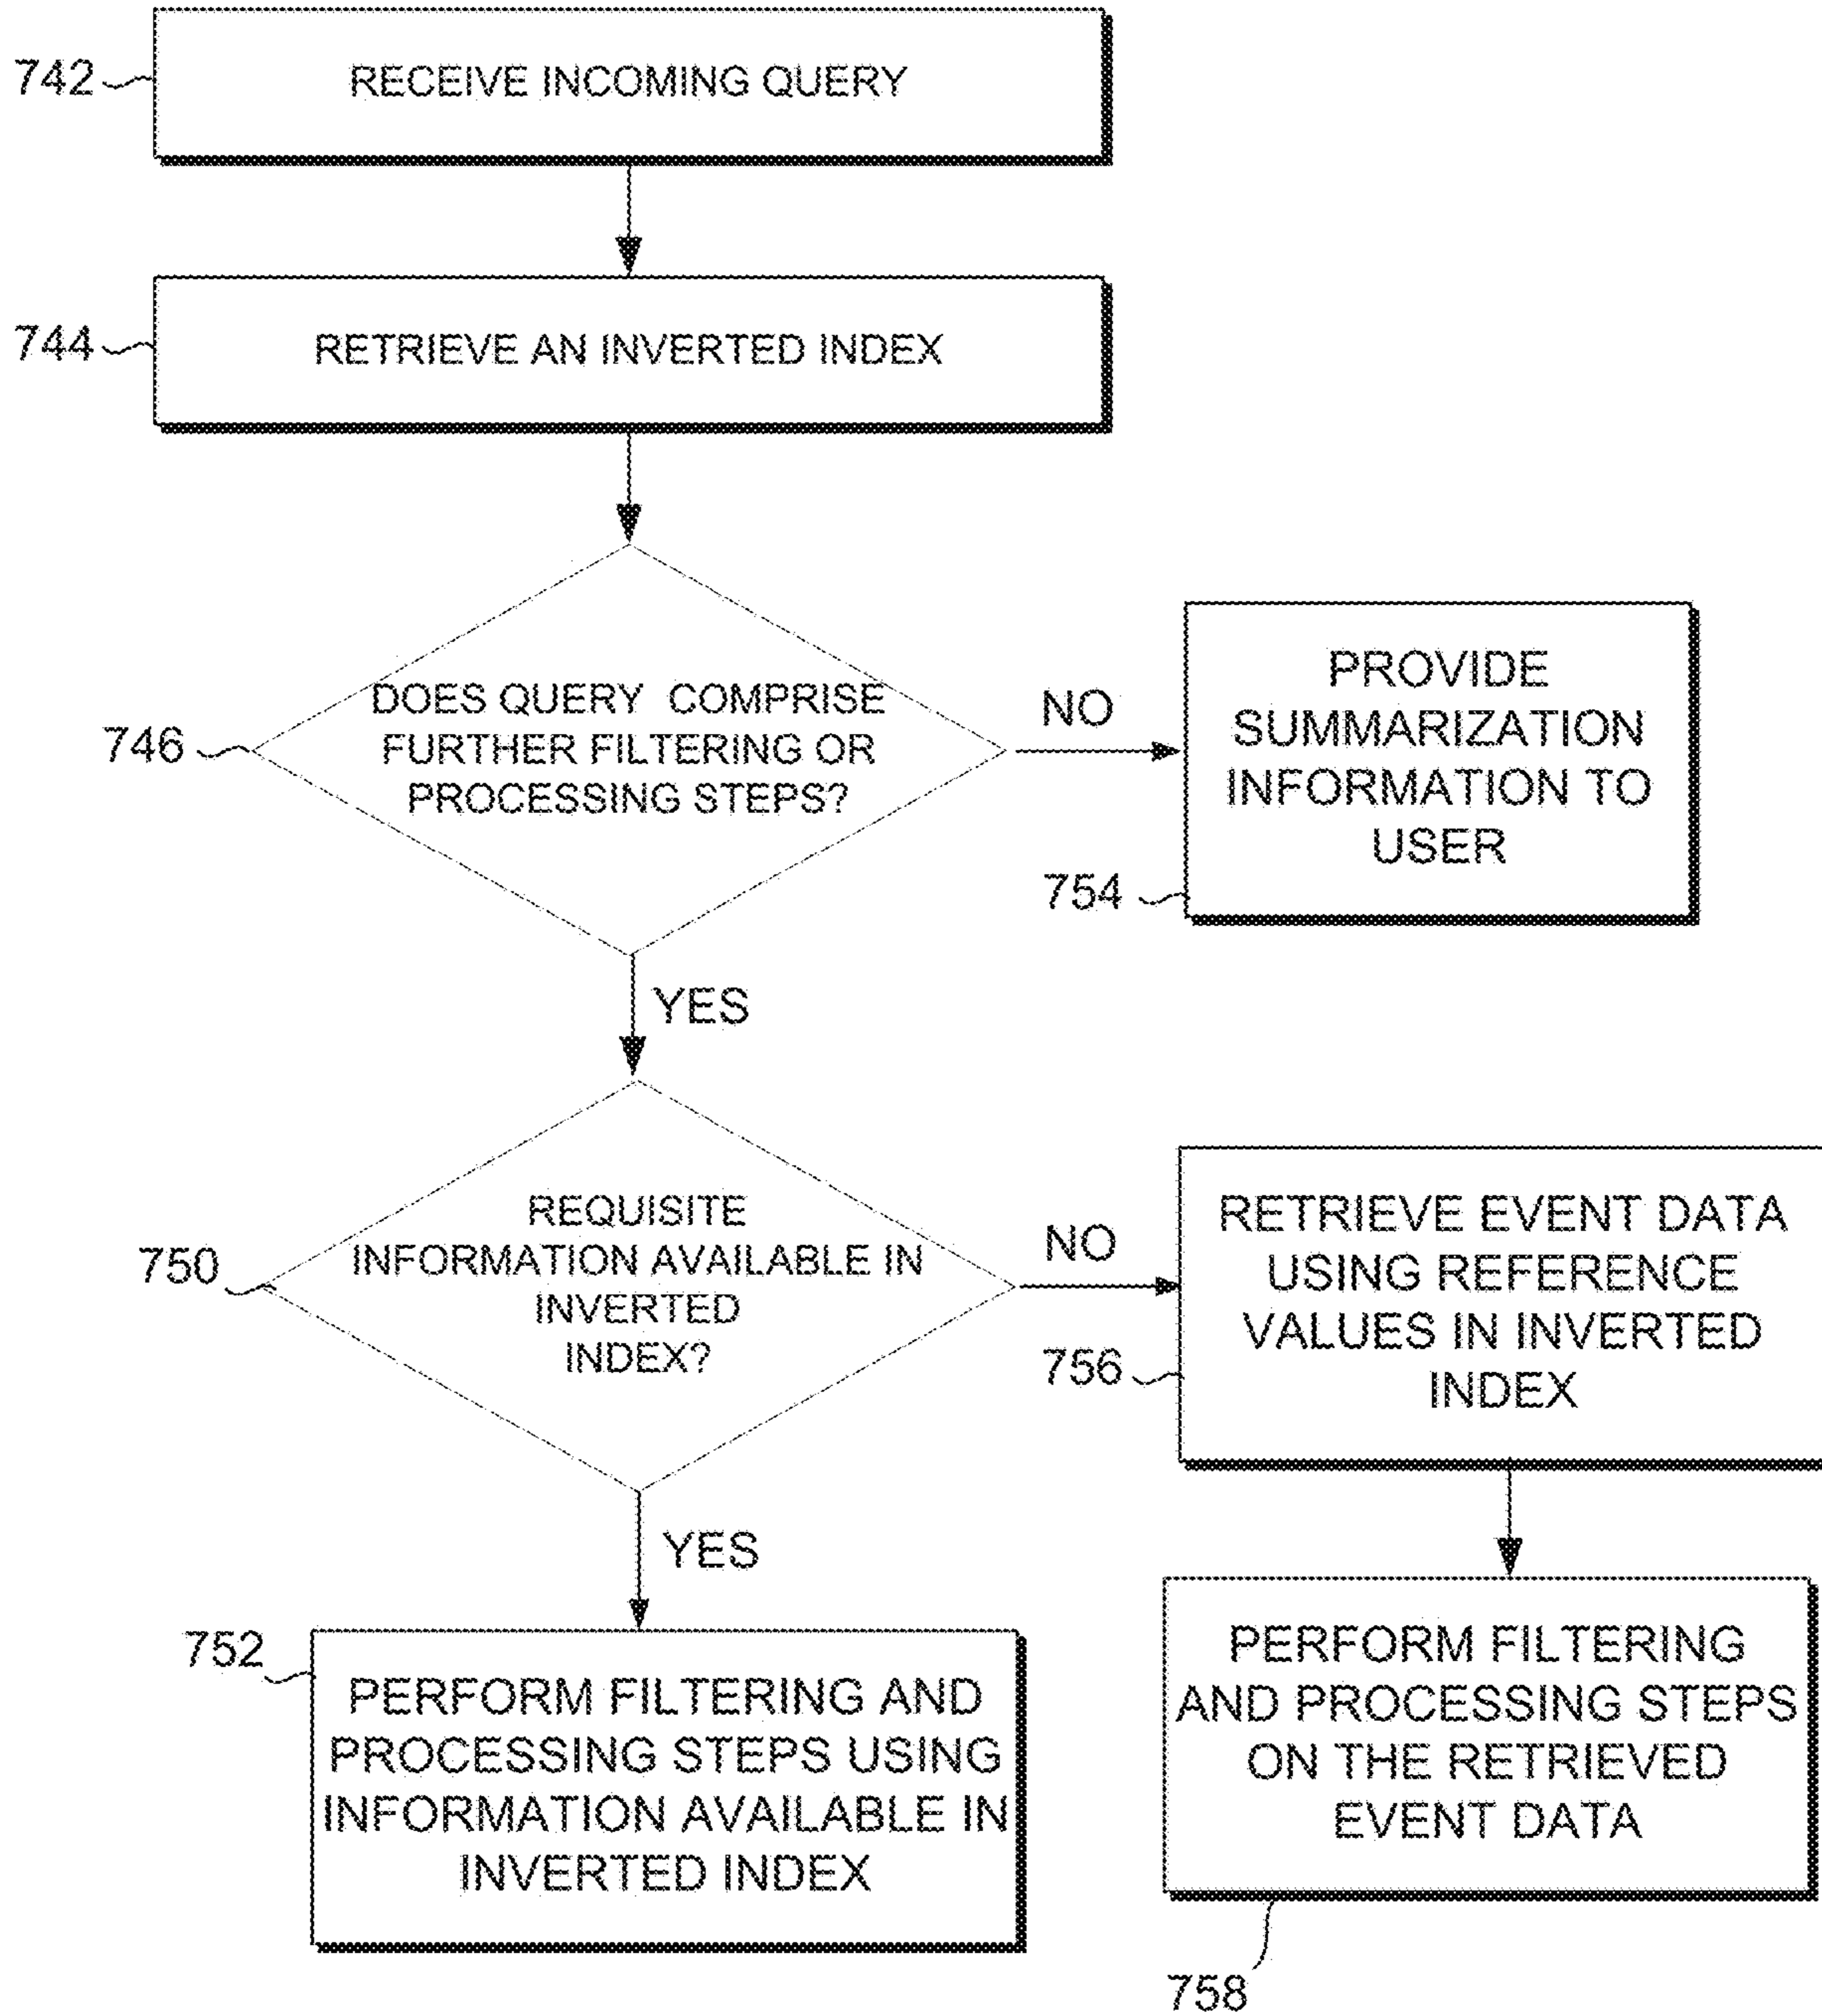 742
RECEIVE INCOMING QUERY
744
RETRIEVE AN INVERTED INDEX
746
DOES QUERY COMPRISE
FURTHER FILTERING OR
PROCESSING STEPS?
NO
PROVIDE
SUMMARIZATION
INFORMATION TO
USER
754
YES
750
REQUISITE
INFORMATION AVAILABLE IN
INVERTED
INDEX?
NO
RETRIEVE EVENT DATA
USING REFERENCE
VALUES IN INVERTED
INDEX
756
YES
752
PERFORM FILTERING AND
PROCESSING STEPS USING
INFORMATION AVAILABLE IN
INVERTED INDEX
PERFORM FILTERING
AND PROCESSING STEPS
ON THE RETRIEVED
EVENT DATA
758